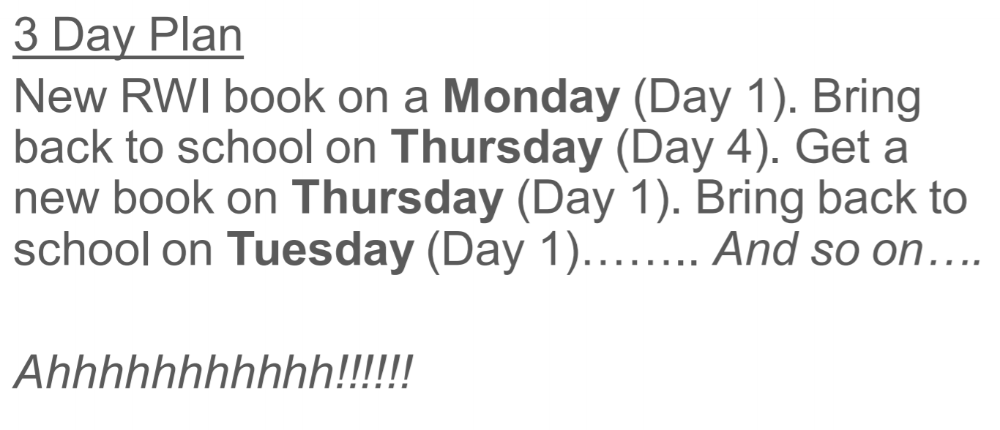 3 Day Plan
New RWI book on a Monday (Day 1). Bring
back to school on Thursday (Day 4). Get a
new book on Thursday (Day 1). Bring back to
school on Tuesday (Day 1)…….. And so on….
Ahhhhhhhhhhh!!!!!!